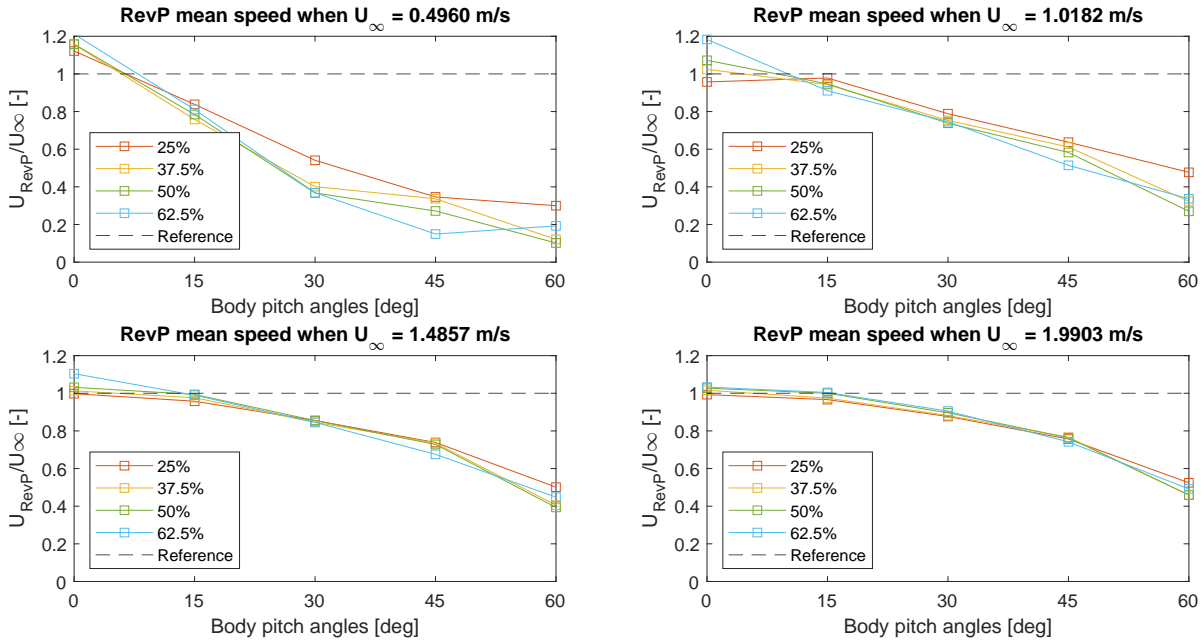 RevP mean speed when U∞ = 0.4960 m/s
U_RevP/U∞ [-]
1.2
1
0.8
0.6
0.4
0.2
0
25%
37.5%
50%
62.5%
Reference
0 15 30 45 60
Body pitch angles [deg]
RevP mean speed when U∞ = 1.0182 m/s
U_RevP/U∞ [-]
1.2
1
0.8
0.6
0.4
0.2
0
25%
37.5%
50%
62.5%
Reference
0 15 30 45 60
Body pitch angles [deg]
RevP mean speed when U∞ = 1.4857 m/s
U_RevP/U∞ [-]
1.2
1
0.8
0.6
0.4
0.2
0
25%
37.5%
50%
62.5%
Reference
0 15 30 45 60
Body pitch angles [deg]
RevP mean speed when U∞ = 1.9903 m/s
U_RevP/U∞ [-]
1.2
1
0.8
0.6
0.4
0.2
0
25%
37.5%
50%
62.5%
Reference
0 15 30 45 60
Body pitch angles [deg]